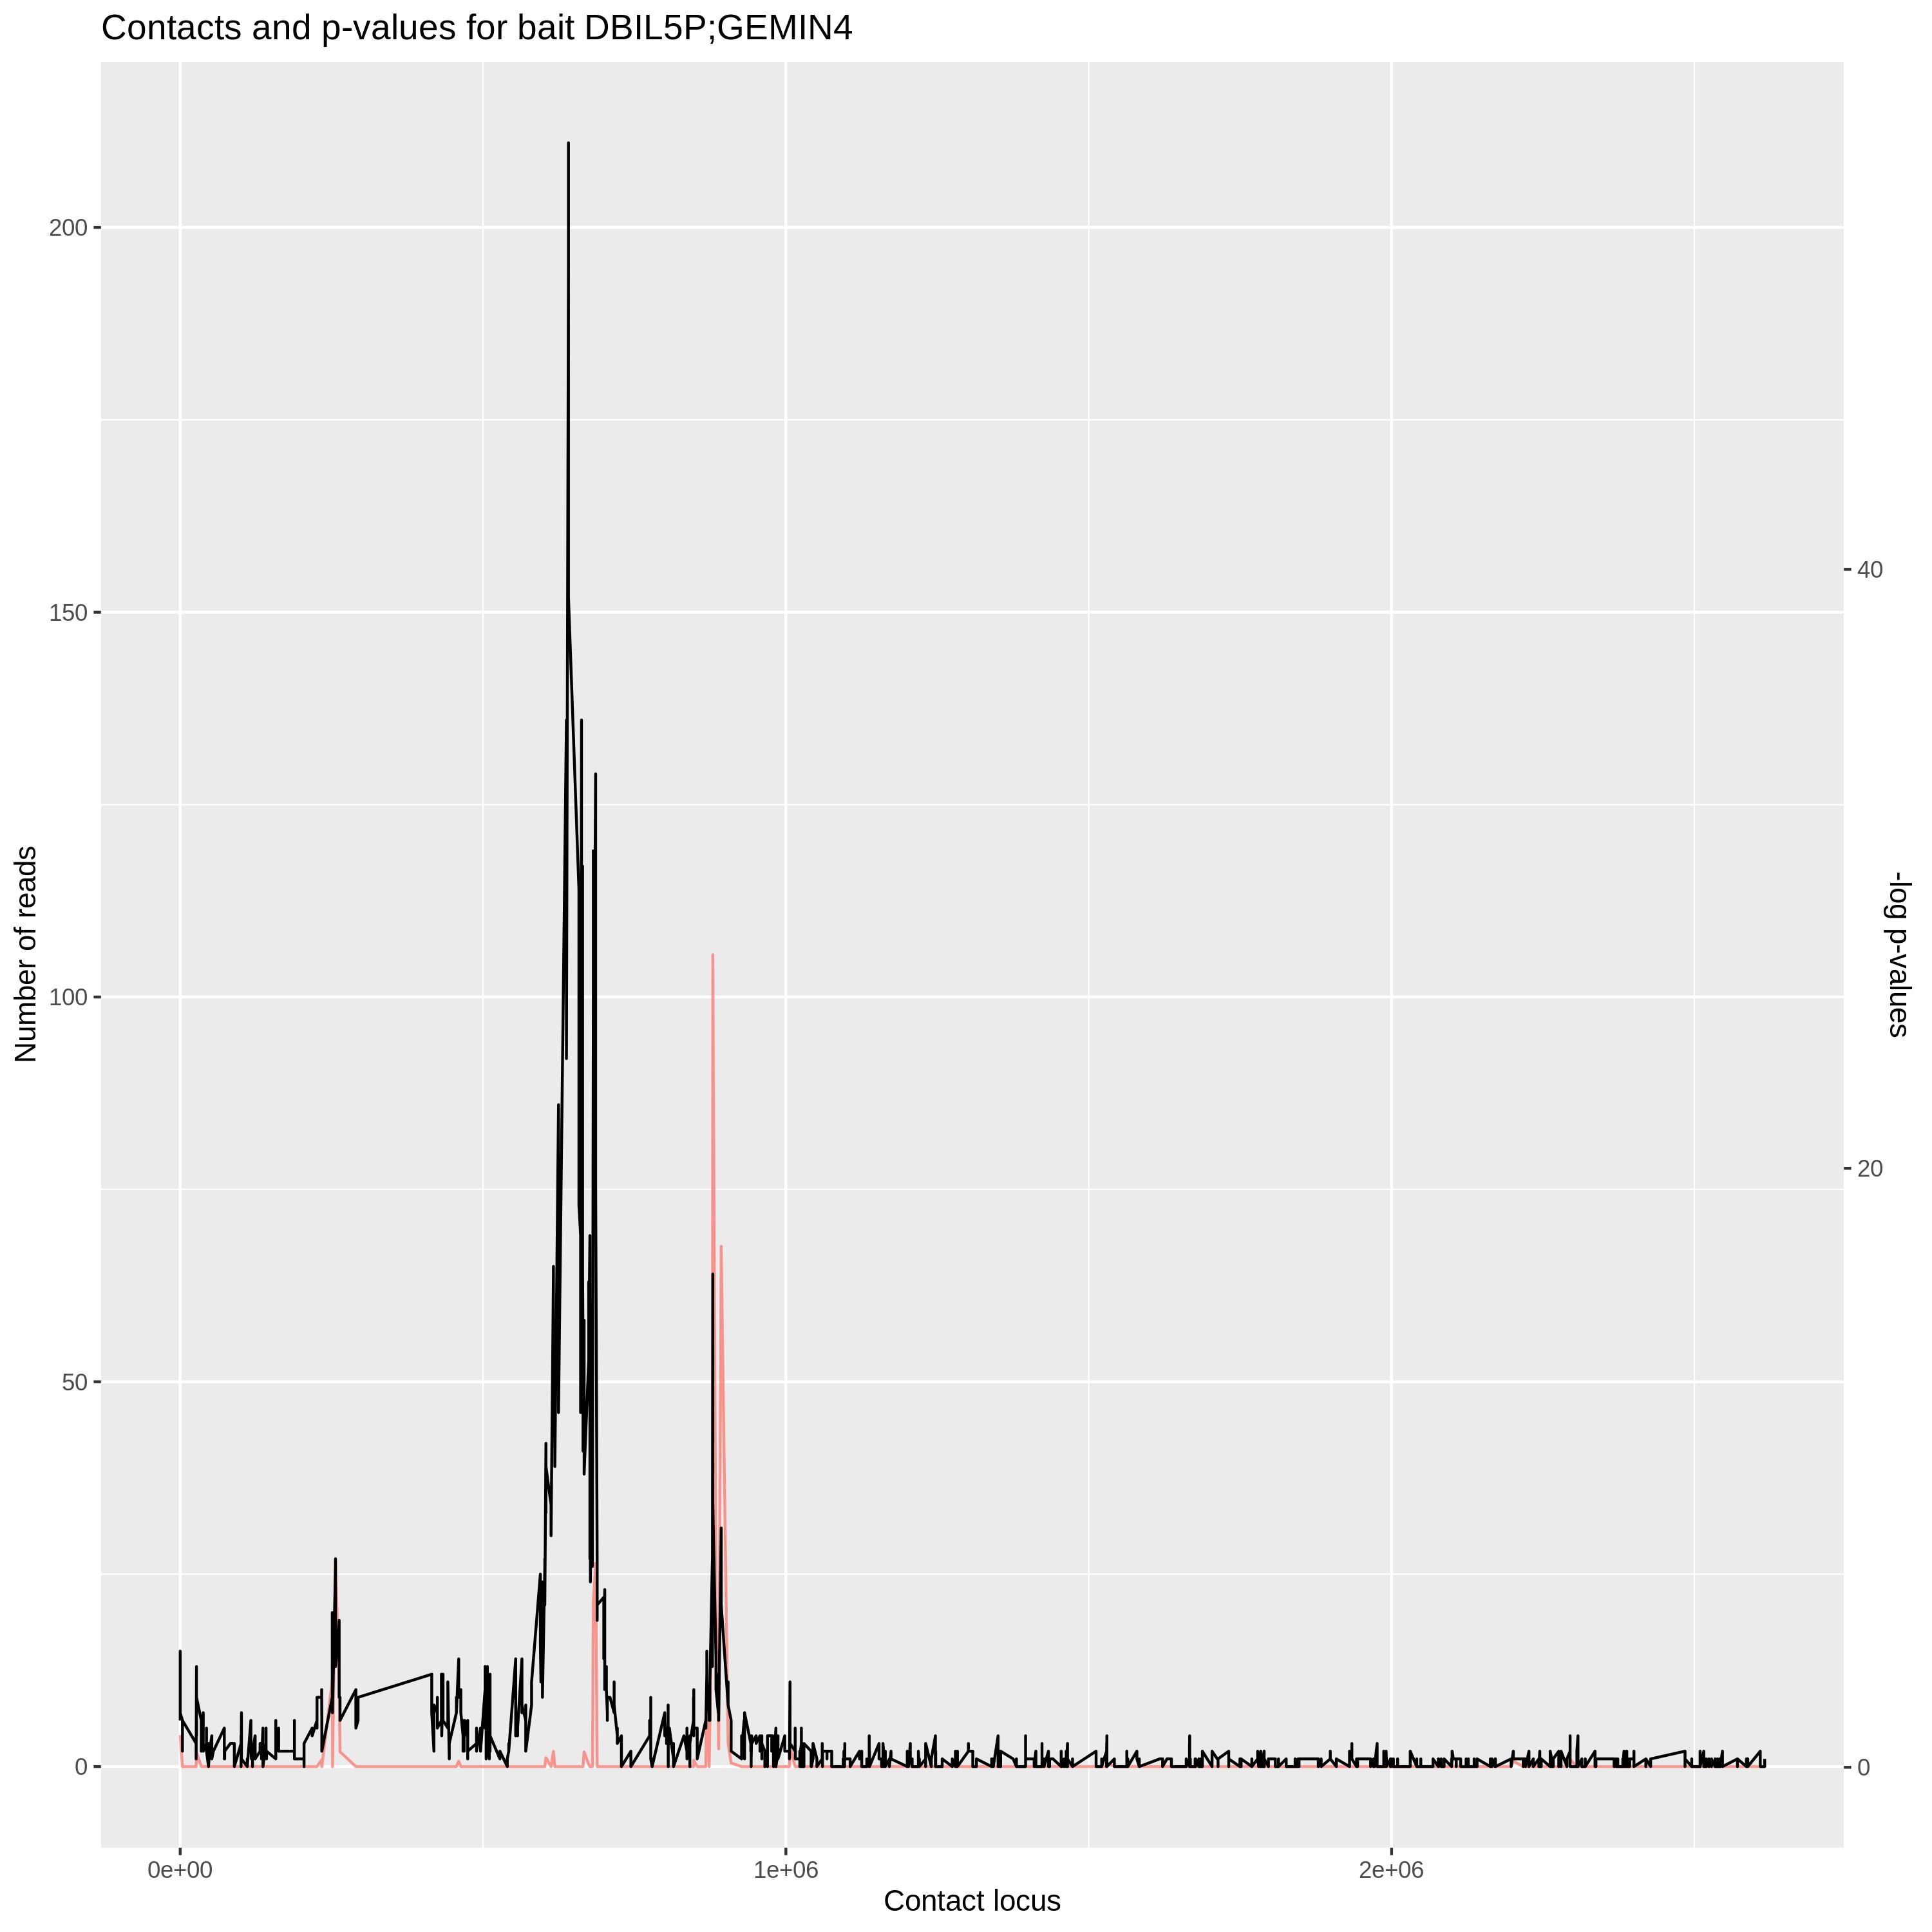 Contacts and p-values for bait DBIL5P;GEMIN4
Number of reads
200
150
100
50
0
40
20
0
-log p-values
0e+00
1e+06
2e+06
Contact locus